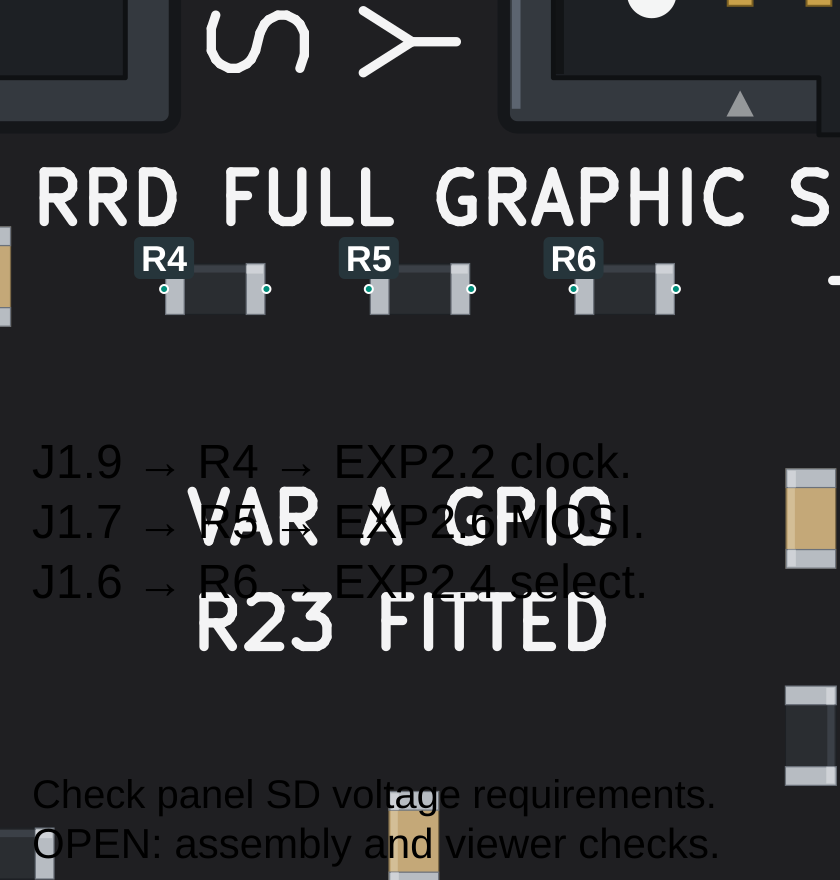 SY
RRD FULL GRAPHIC S
R4 R5 R6
J1.9 → R4 → EXP2.2 clock.
VAR A GPIO
J1.7 → R5 → EXP2.6 MOSI.
J1.6 → R6 → EXP2.4 select.
R23 FITTED
Check panel SD voltage requirements.
OPEN: assembly and viewer checks.